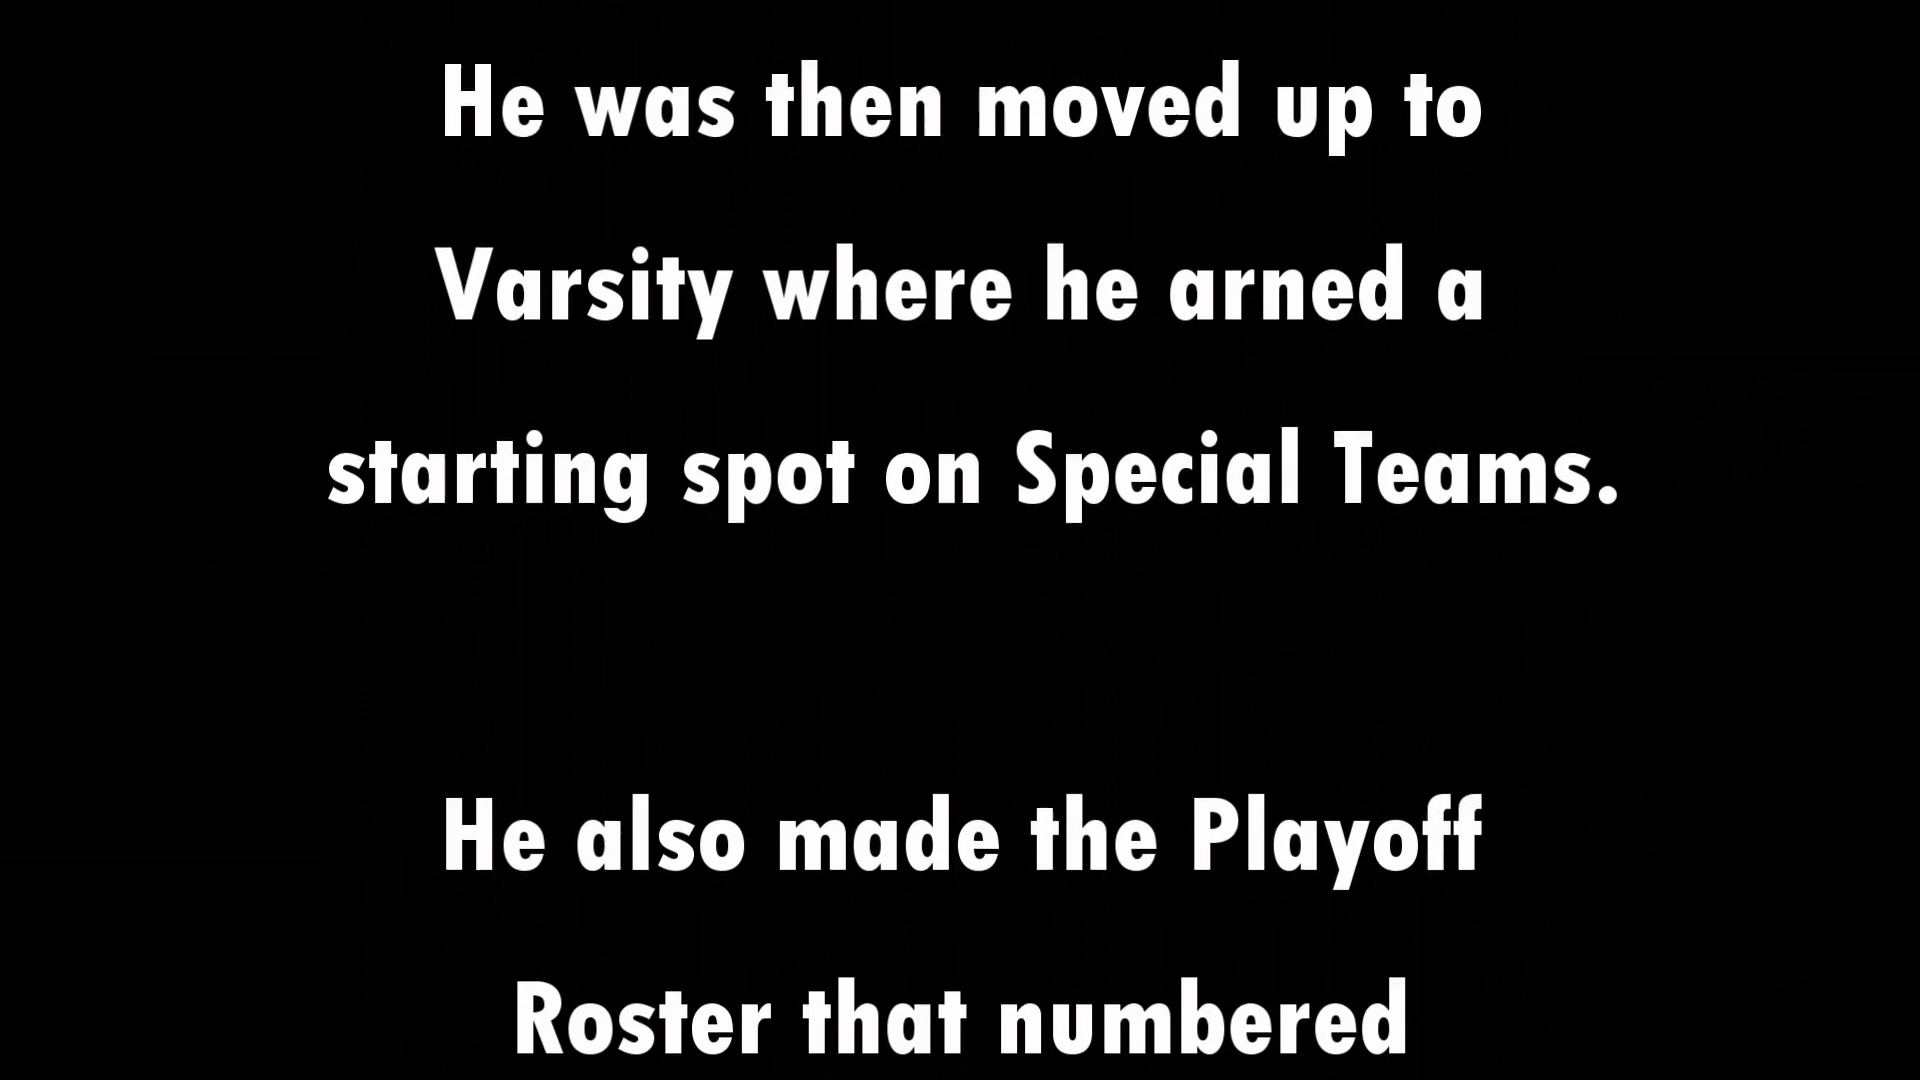 He was then moved up to
Varsity where he arned a
starting spot on Special Teams.
He also made the Playoff
Roster that numbered